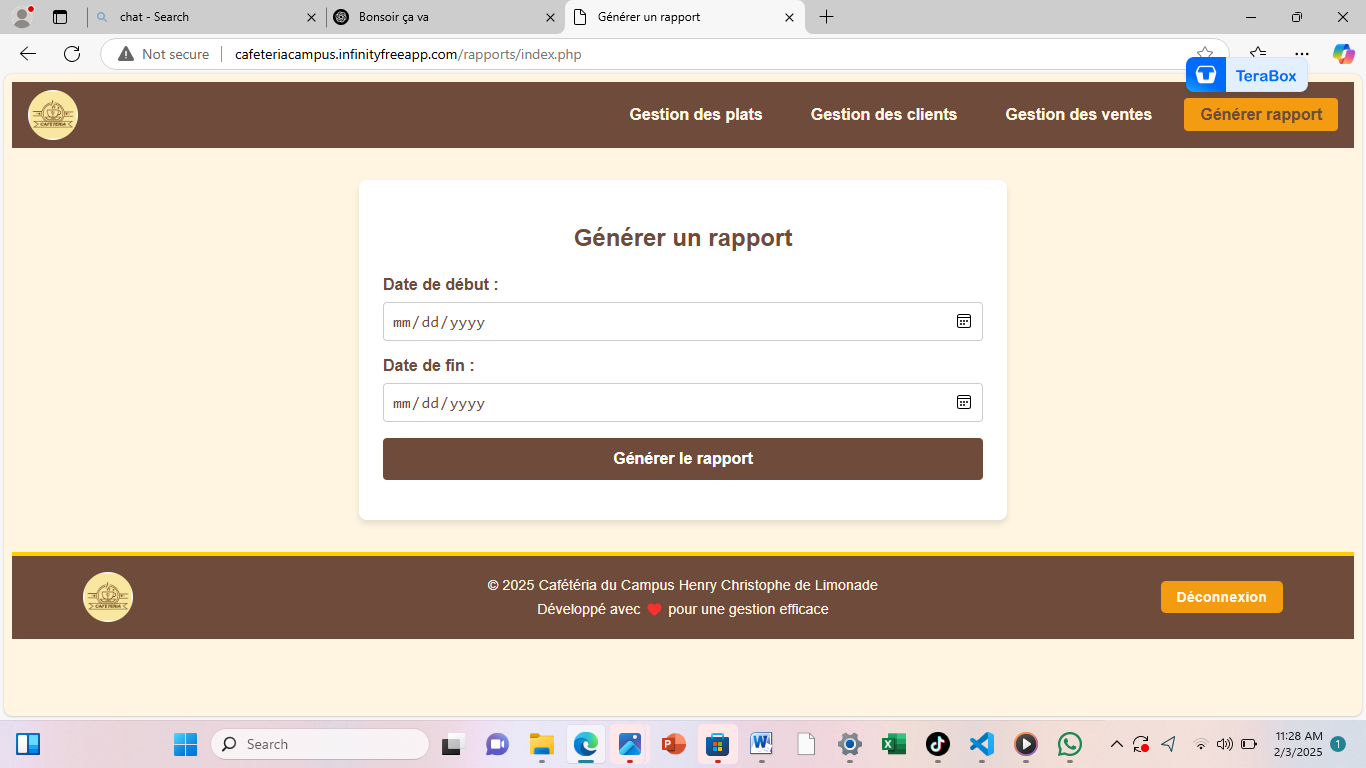 chat - Search
Bonsoir ça va
Générer un rapport
Not secure
cafeteriacampus.infinityfreeapp.com/rapports/index.php
TeraBox
CAFETERIA
Gestion des plats
Gestion des clients
Gestion des ventes
Générer rapport
Générer un rapport
Date de début :
mm/dd/yyyy
Date de fin :
mm/dd/yyyy
Générer le rapport
CAFETERIA
© 2025 Cafétéria du Campus Henry Christophe de Limonade
Développé avec ❤️ pour une gestion efficace
Déconnexion
Search
11:28 AM
2/3/2025
1